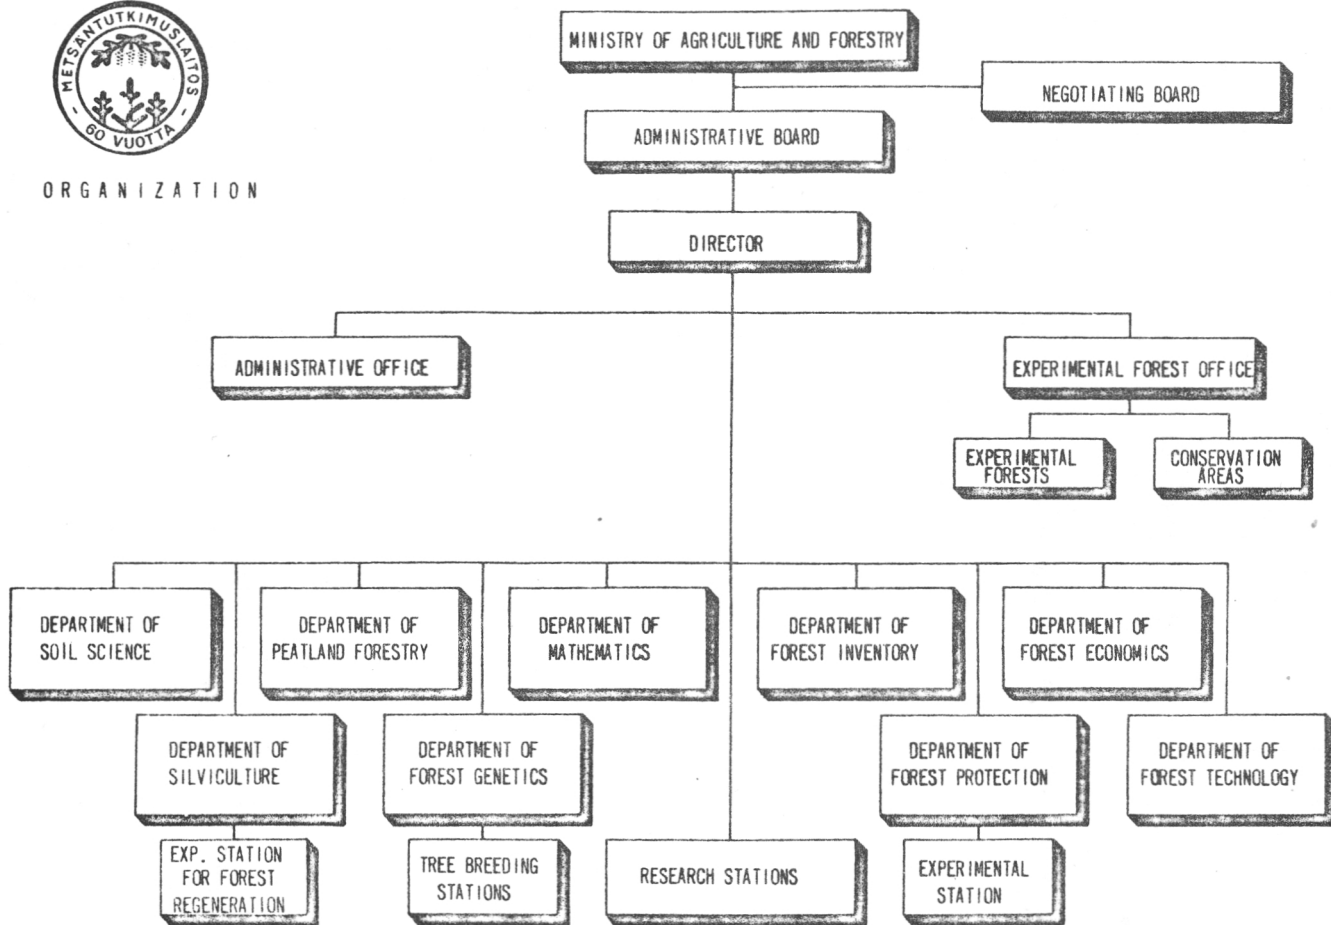 METSÄNTUTKIMUSLAITOS
- 60 VUOTTA -
ORGANIZATION
MINISTRY OF AGRICULTURE AND FORESTRY
NEGOTIATING BOARD
ADMINISTRATIVE BOARD
DIRECTOR
ADMINISTRATIVE OFFICE
EXPERIMENTAL FOREST OFFICE
EXPERIMENTAL
FORESTS
CONSERVATION
AREAS
DEPARTMENT OF
SOIL SCIENCE
DEPARTMENT OF
PEATLAND FORESTRY
DEPARTMENT OF
MATHEMATICS
DEPARTMENT OF
FOREST INVENTORY
DEPARTMENT OF
FOREST ECONOMICS
DEPARTMENT OF
SILVICULTURE
DEPARTMENT OF
FOREST GENETICS
DEPARTMENT OF
FOREST PROTECTION
DEPARTMENT OF
FOREST TECHNOLOGY
EXP. STATION
FOR FOREST
REGENERATION
TREE BREEDING
STATIONS
RESEARCH STATIONS
EXPERIMENTAL
STATION